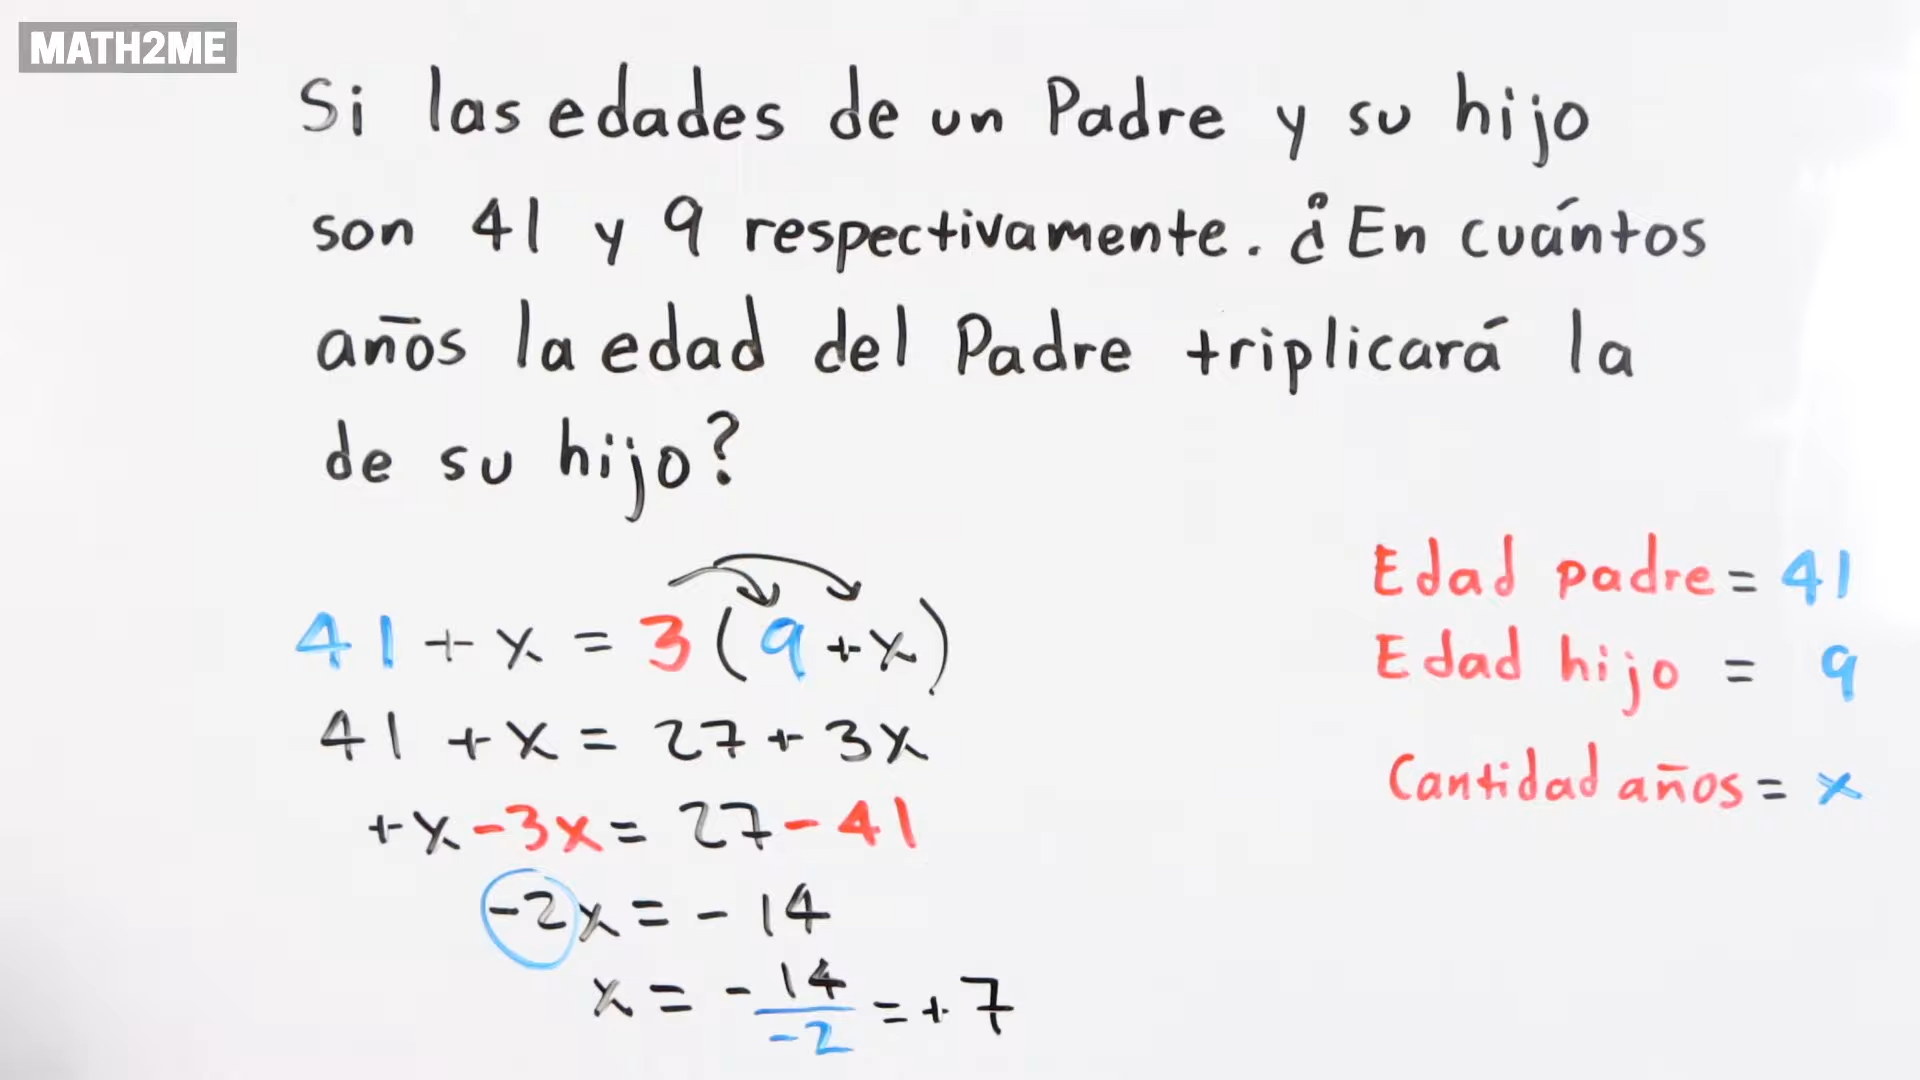 MATH2ME
Si las edades de un Padre y su hijo
son 41 y 9 respectivamente. ¿En cuántos
años la edad del Padre triplicará la
de su hijo?
Edad padre = 41
Edad hijo = 9
Cantidad años = x
41 + x = 3(9 + x)
41 + x = 27 + 3x
+x - 3x = 27 - 41
-2x = - 14
x = -14/-2 = + 7